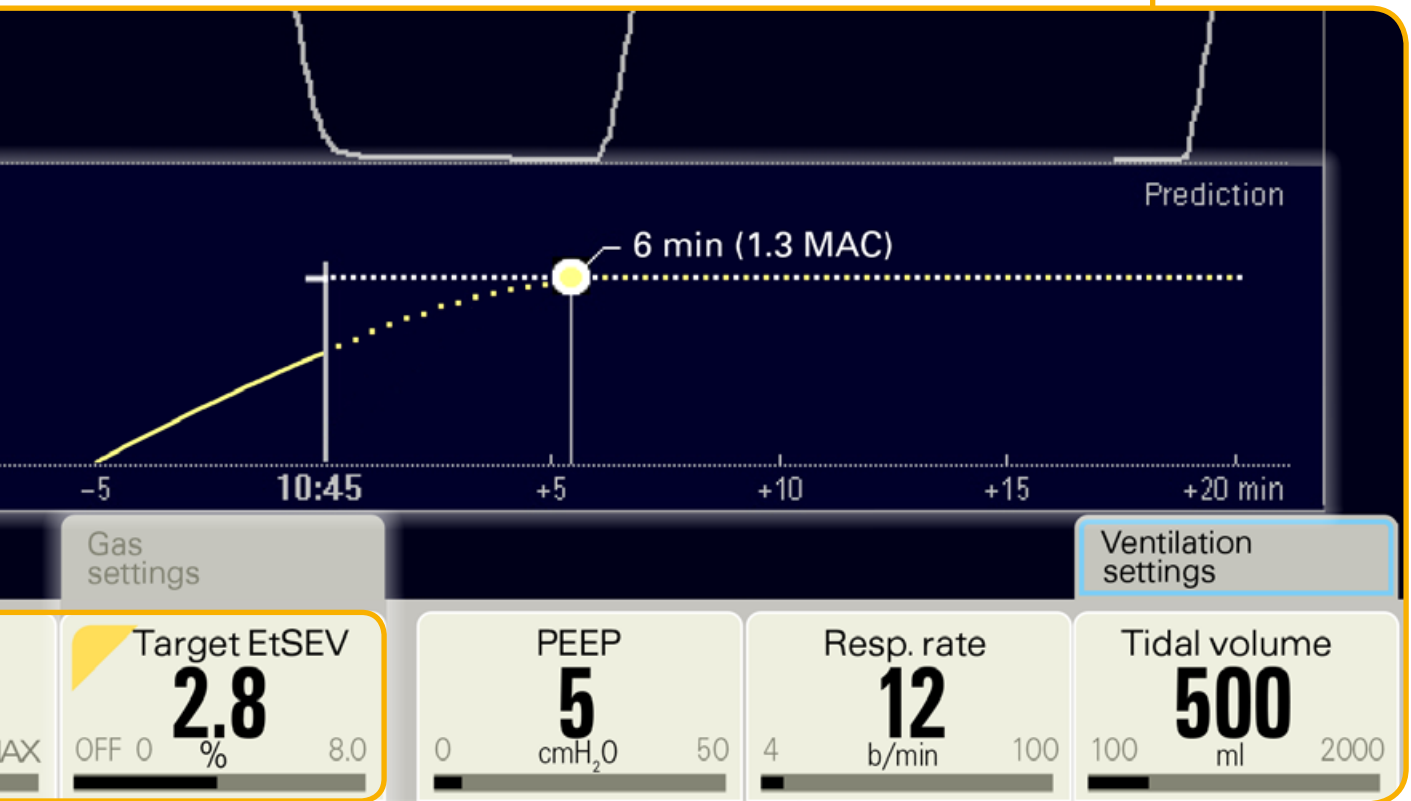 Prediction
6 min (1.3 MAC)
–5
10:45
+5
+10
+15
+20 min
Gas
settings
Ventilation
settings
AX
Target EtSEV
2.8
OFF 0 % 8.0
PEEP
5
0 cmH₂O 50
Resp. rate
12
4 b/min 100
Tidal volume
500
100 ml 2000